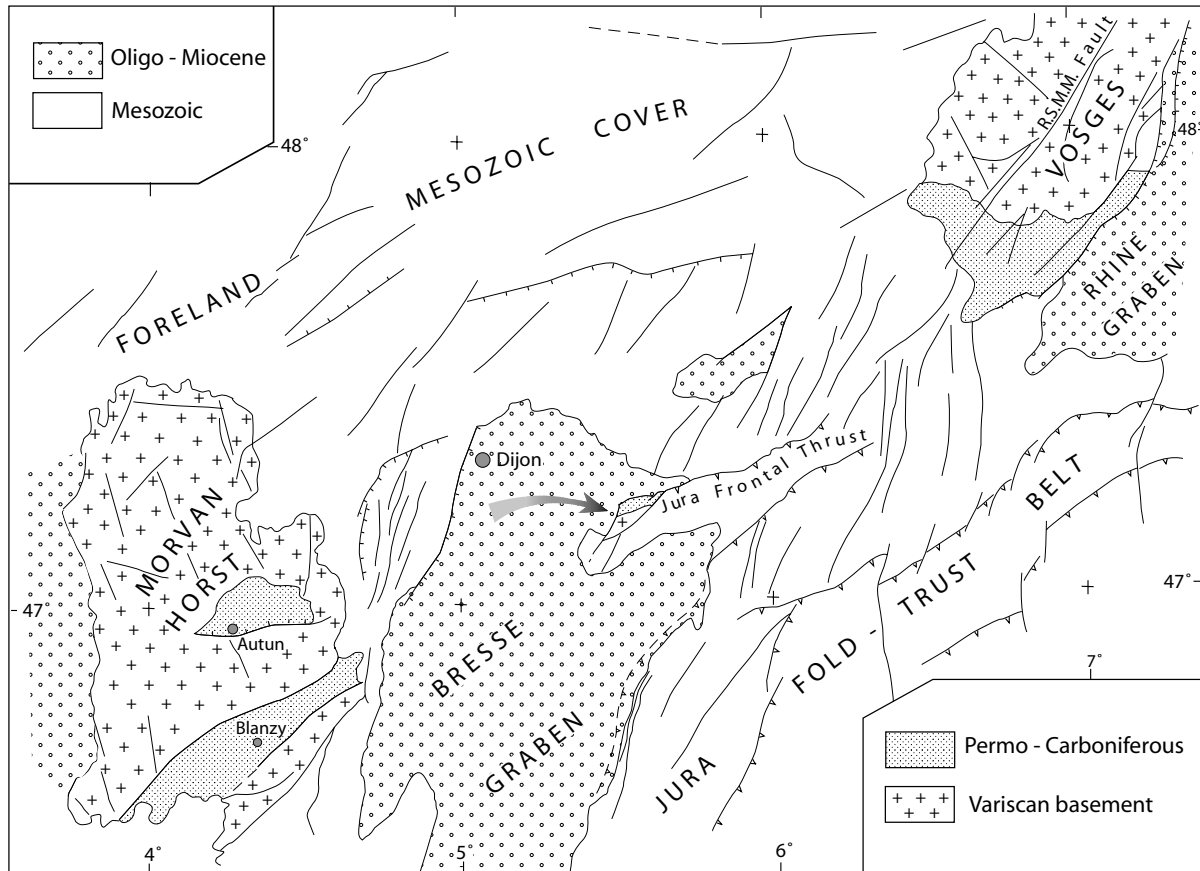 Oligo - Miocene
Mesozoic
48°
FORELAND MESOZOIC COVER
R.S.M.M. Fault
VOSGES
48°
RHINE
GRABEN
Dijon
Jura Frontal Thrust
MORVAN
HORST
47
Autun
Blanzy
BRESSE
GRABEN
JURA FOLD - TRUST BELT
47°
7°
4°
5°
6°
Permo - Carboniferous
Variscan basement